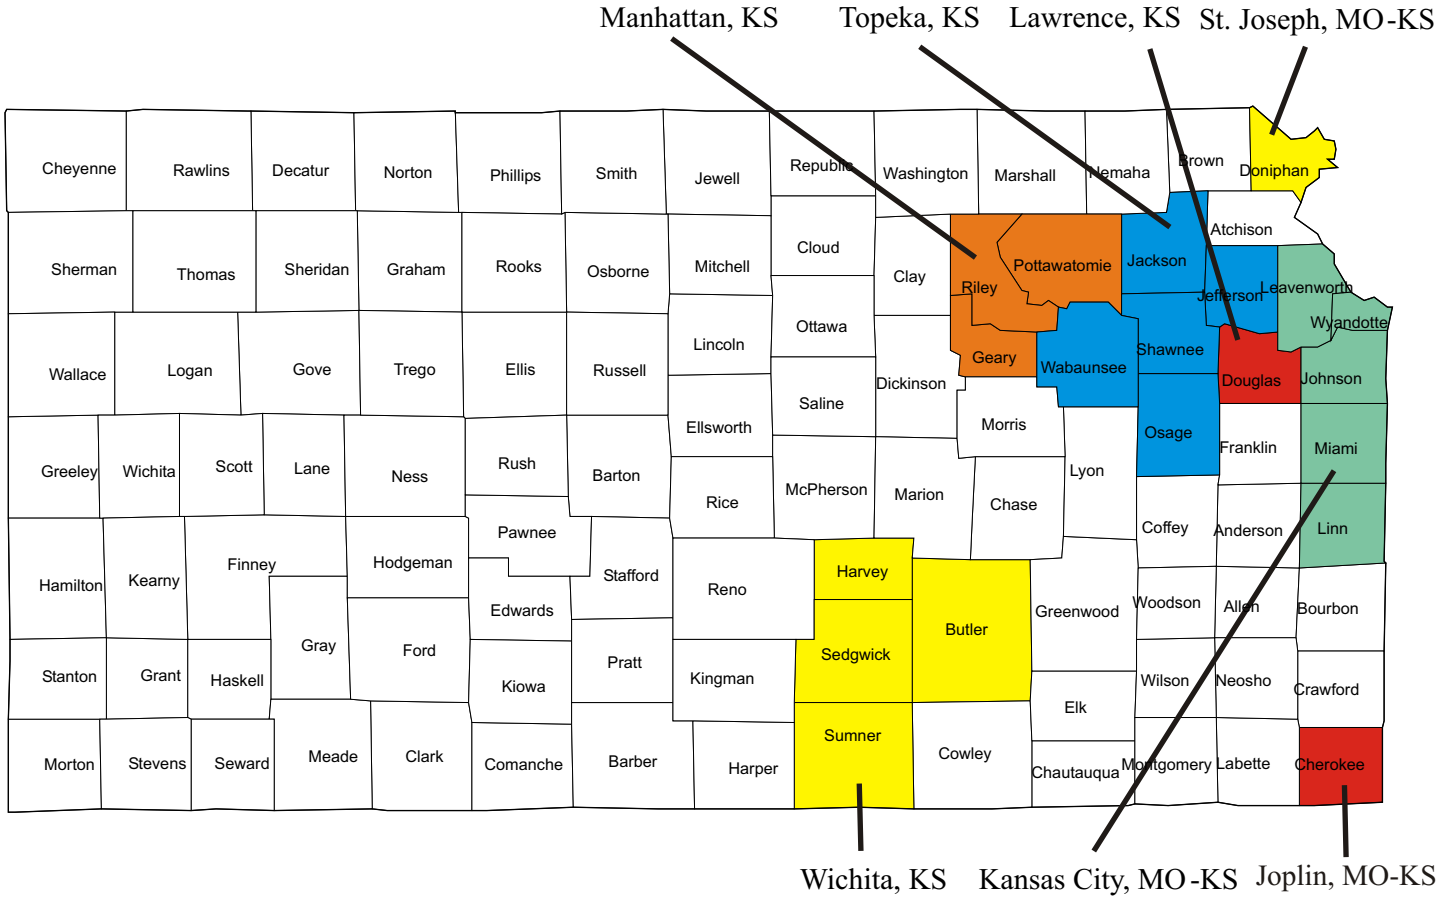 Manhattan, KS
Topeka, KS
Lawrence, KS
St. Joseph, MO-KS
Cheyenne
Rawlins
Decatur
Norton
Phillips
Smith
Jewell
Republic
Washington
Marshall
Nemaha
Brown
Doniphan
Atchison
Sherman
Thomas
Sheridan
Graham
Rooks
Osborne
Mitchell
Cloud
Clay
Riley
Pottawatomie
Jackson
Jefferson
Leavenworth
Wyandotte
Wallace
Logan
Gove
Trego
Ellis
Russell
Lincoln
Ottawa
Saline
Dickinson
Geary
Wabaunsee
Shawnee
Douglas
Johnson
Greeley
Wichita
Scott
Lane
Ness
Rush
Barton
Ellsworth
Rice
McPherson
Marion
Morris
Chase
Lyon
Osage
Franklin
Miami
Coffey
Anderson
Linn
Hamilton
Kearny
Finney
Hodgeman
Pawnee
Edwards
Stafford
Reno
Harvey
Sedgwick
Butler
Greenwood
Woodson
Allen
Bourbon
Stanton
Grant
Haskell
Gray
Ford
Kiowa
Pratt
Kingman
Wilson
Neosho
Crawford
Elk
Morton
Stevens
Seward
Meade
Clark
Comanche
Barber
Harper
Sumner
Cowley
Chautauqua
Montgomery
Labette
Cherokee
Wichita, KS
Kansas City, MO-KS
Joplin, MO-KS